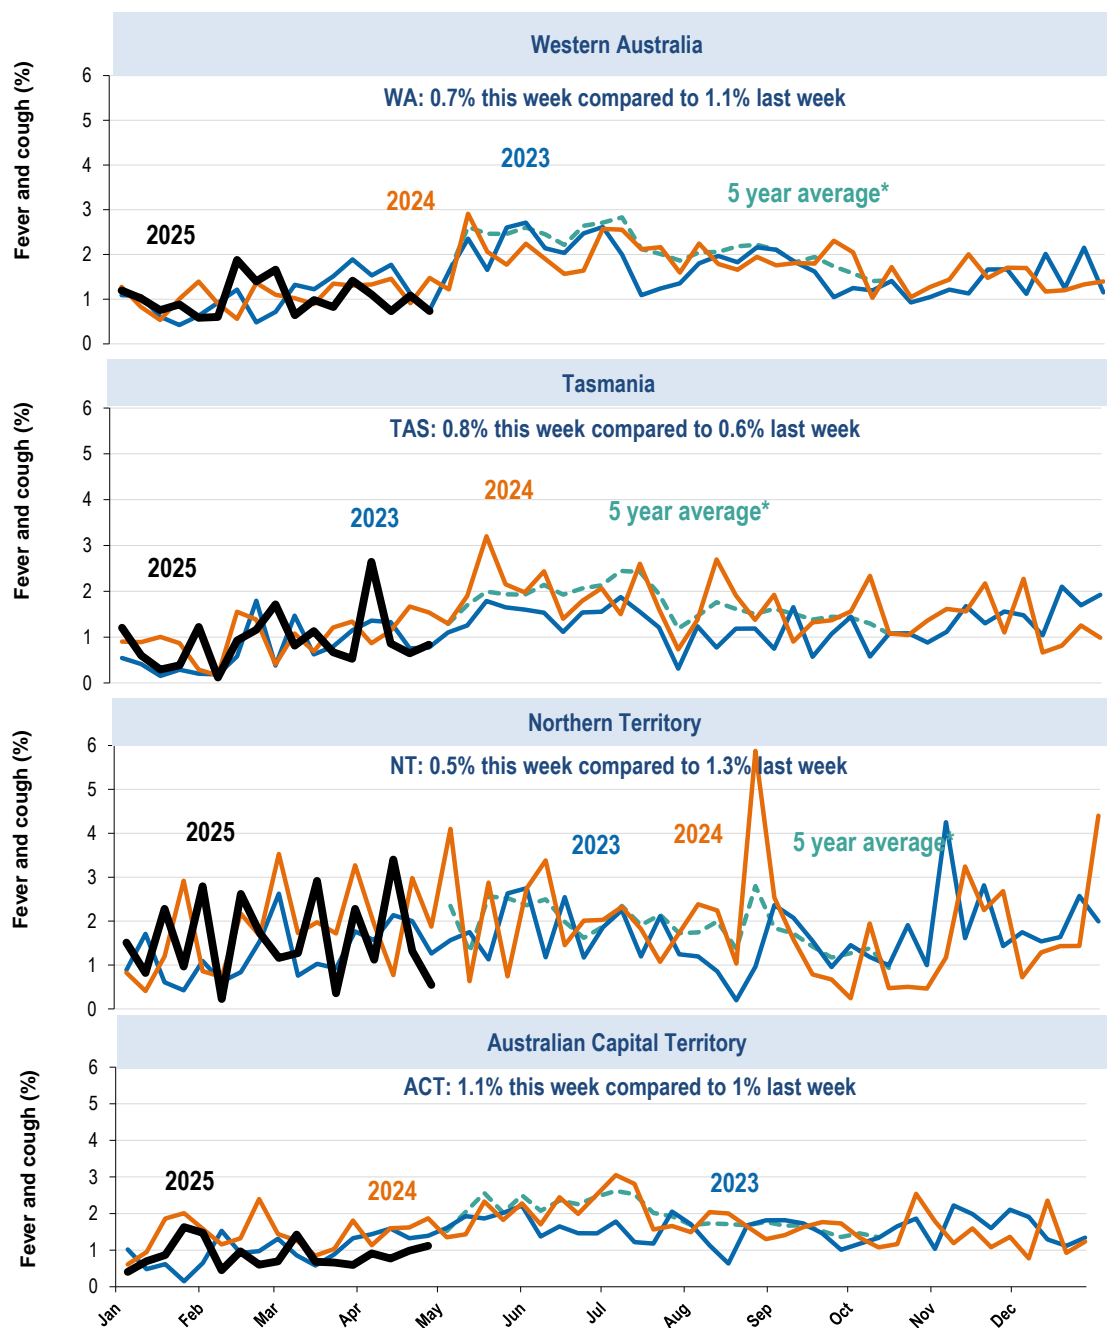 Western Australia
Fever and cough (%)
6
5
4
3
2
1
0
WA: 0.7% this week compared to 1.1% last week
2023
2024
5 year average*
2025
Tasmania
Fever and cough (%)
6
5
4
3
2
1
0
TAS: 0.8% this week compared to 0.6% last week
2024
5 year average*
2023
2025
Northern Territory
Fever and cough (%)
6
5
4
3
2
1
0
NT: 0.5% this week compared to 1.3% last week
2025
2023
2024
5 year average*
Australian Capital Territory
Fever and cough (%)
6
5
4
3
2
1
0
ACT: 1.1% this week compared to 1% last week
2025
2024
2023
Jan
Feb
Mar
Apr
May
Jun
Jul
Aug
Sep
Oct
Nov
Dec